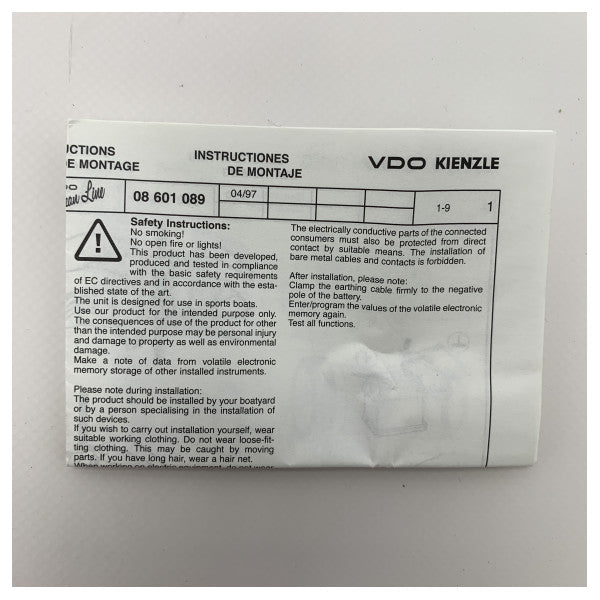 INSTRUCTIONES
DE MONTAJE
VDO KIENZLE
DE MONTAGE
Line
08 601 089
04/97
1-9
1
Safety Instructions:
No smoking!
No open fire or lights!
This product has been developed,
produced and tested in compliance
with the basic safety requirements
of EC directives and in accordance with the esta-
blished state of the art.
The unit is designed for use in sports boats.
Use our product for the intended purpose only.
The consequences of use of the product for other
than the intended purpose may be personal injury
and damage to property as well as environmental
damage.
Make a note of data from volatile electronic
memory storage of other installed instruments.
Please note during installation:
The product should be installed by your boatyard
or by a person specialising in the installation of
such devices.
If you wish to carry out installation yourself, wear
suitable working clothing. Do not wear loose-fit-
ting clothing. This may be caught by moving
parts. If you have long hair, wear a hair net.
When working on electric equipment, do not wear
The electrically conductive parts of the connected
consumers must also be protected from direct
contact by suitable means. The installation of
bare metal cables and contacts is forbidden.
After installation, please note:
Clamp the earthing cable firmly to the negative
pole of the battery.
Enter/program the values of the volatile electronic
memory again.
Test all functions.